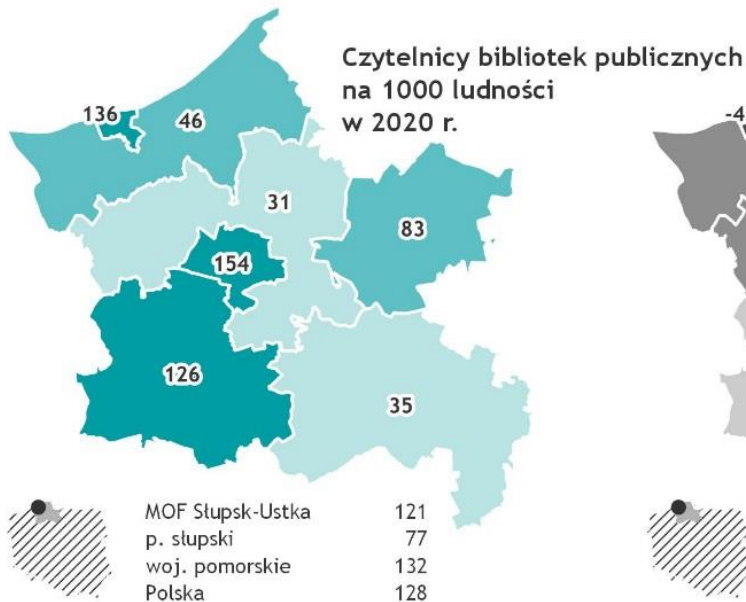 Czytelnicy bibliotek publicznych
na 1000 ludności
w 2020 r.
136
46
-4
31
83
154
126
35
MOF Słupsk-Ustka 121
p. słupski 77
woj. pomorskie 132
Polska 128